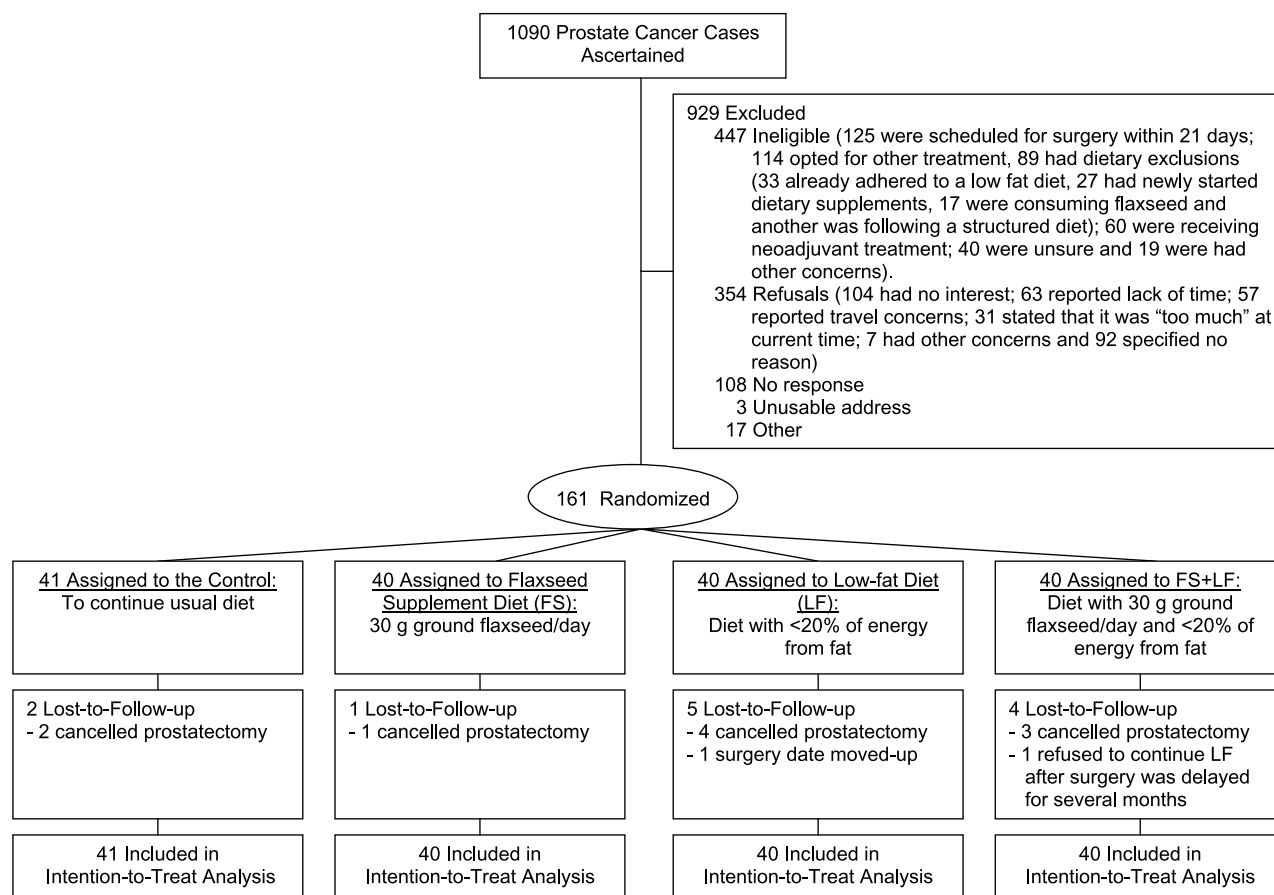 1090 Prostate Cancer Cases
Ascertained
929 Excluded
447 Ineligible (125 were scheduled for surgery within 21 days;
114 opted for other treatment, 89 had dietary exclusions
(33 already adhered to a low fat diet, 27 had newly started
dietary supplements, 17 were consuming flaxseed and
another was following a structured diet); 60 were receiving
neoadjuvant treatment; 40 were unsure and 19 were had
other concerns).
354 Refusals (104 had no interest; 63 reported lack of time; 57
reported travel concerns; 31 stated that it was “too much” at
current time; 7 had other concerns and 92 specified no
reason)
108 No response
3 Unusable address
17 Other
161 Randomized
41 Assigned to the Control:
To continue usual diet
40 Assigned to Flaxseed
Supplement Diet (FS):
30 g ground flaxseed/day
40 Assigned to Low-fat Diet
(LF):
Diet with <20% of energy
from fat
40 Assigned to FS+LF:
Diet with 30 g ground
flaxseed/day and <20% of
energy from fat
2 Lost-to-Follow-up
- 2 cancelled prostatectomy
1 Lost-to-Follow-up
- 1 cancelled prostatectomy
5 Lost-to-Follow-up
- 4 cancelled prostatectomy
- 1 surgery date moved-up
4 Lost-to-Follow-up
- 3 cancelled prostatectomy
- 1 refused to continue LF
after surgery was delayed
for several months
41 Included in
Intention-to-Treat Analysis
40 Included in
Intention-to-Treat Analysis
40 Included in
Intention-to-Treat Analysis
40 Included in
Intention-to-Treat Analysis